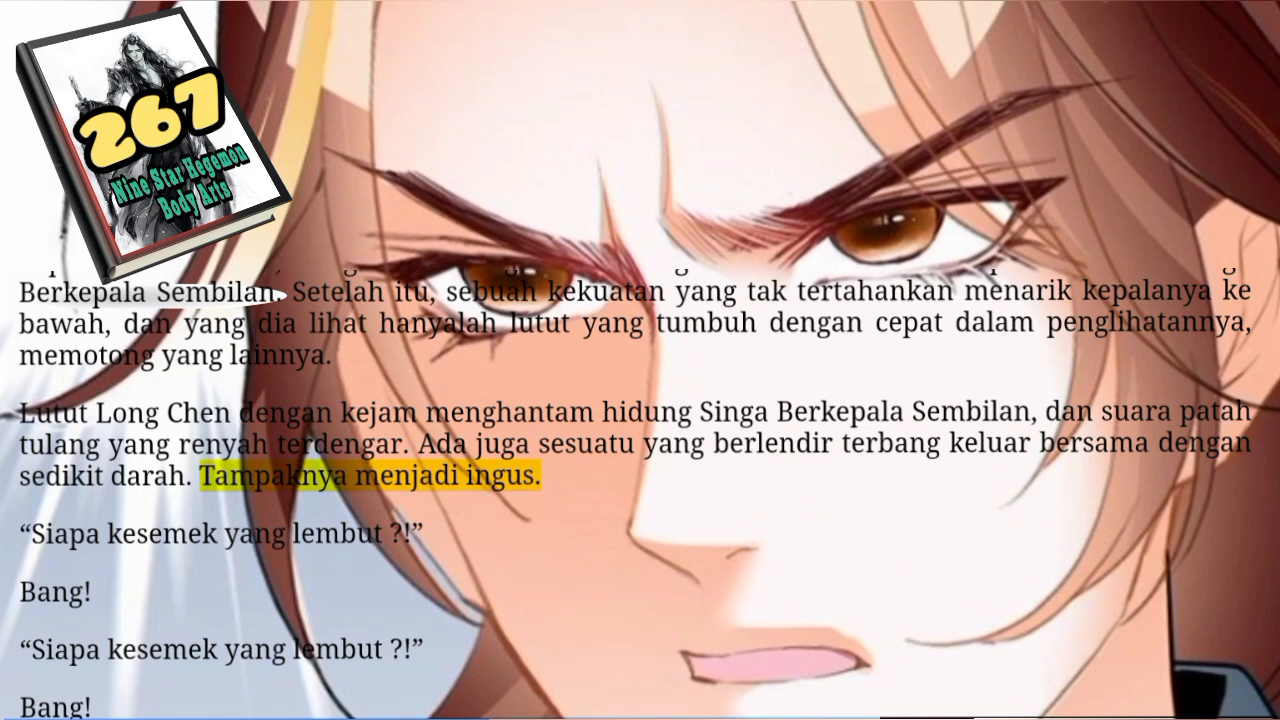 267
Nine Star Hegemon
Body Arts
Berkepala Sembilan. Setelah itu, sebuah kekuatan yang tak tertahankan menarik kepalanya ke
bawah, dan yang dia lihat hanyalah lutut yang tumbuh dengan cepat dalam penglihatannya,
memotong yang lainnya.
Lutut Long Chen dengan kejam menghantam hidung Singa Berkepala Sembilan, dan suara patah
tulang yang renyah terdengar. Ada juga sesuatu yang berlendir terbang keluar bersama dengan
sedikit darah. Tampaknya menjadi ingus.
“Siapa kesemek yang lembut ?!”
Bang!
“Siapa kesemek yang lembut ?!”
Bang!